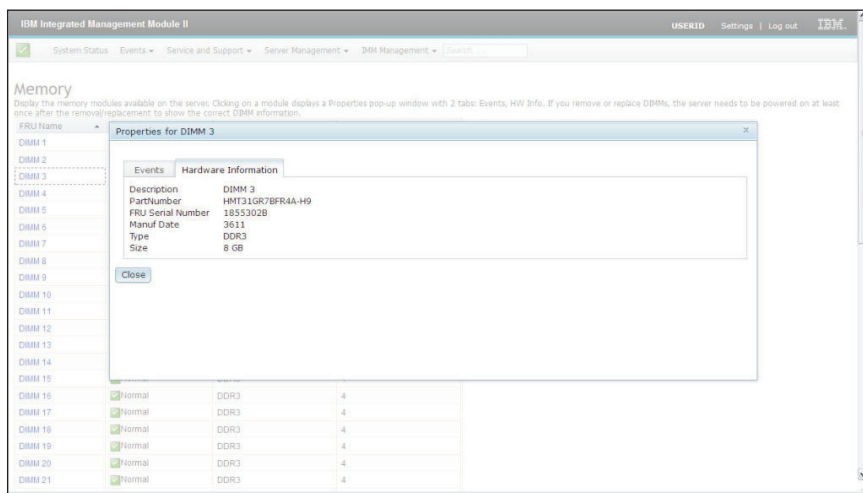 IBM Integrated Management Module II
USERID Settings | Log out IBM.
System Status Events Service and Support Server Management IMM Management Search
Memory
Display the memory modules available on the server. Clicking on a module displays a Properties pop-up window with 2 tabs: Events, HW Info. If you remove or replace DIMMs, the server needs to be powered on at least
once after the removal/replacement to show the correct DIMM information.
FRU Name
Properties for DIMM 3 x
DIMM 1
DIMM 2
DIMM 3
DIMM 4
DIMM 5
DIMM 6
DIMM 7
DIMM 8
DIMM 9
DIMM 10
DIMM 11
DIMM 12
DIMM 13
DIMM 14
DIMM 15
Events Hardware Information
Description DIMM 3
PartNumber HMT31GR7BFR4A-H9
FRU Serial Number 1855302B
Manuf Date 3611
Type DDR3
Size 8 GB
Close
DIMM 16 Normal DDR3 4
DIMM 17 Normal DDR3 4
DIMM 18 Normal DDR3 4
DIMM 19 Normal DDR3 4
DIMM 20 Normal DDR3 4
DIMM 21 Normal DDR3 4